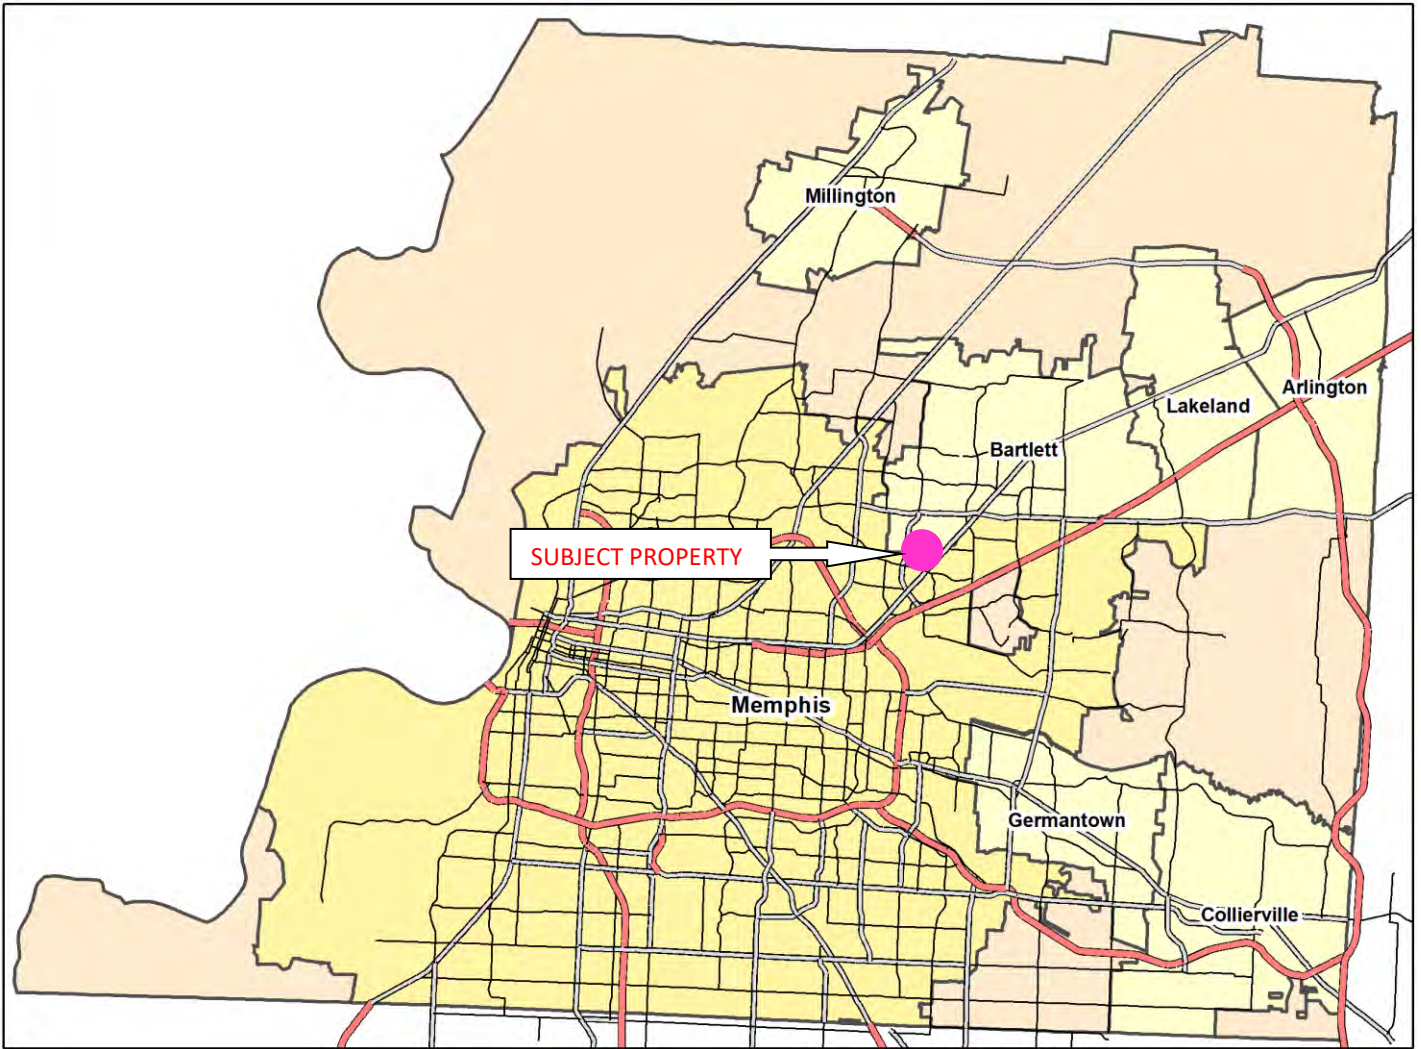 Millington
Arlington
Lakeland
Bartlett
SUBJECT PROPERTY
Memphis
Germantown
Collierville